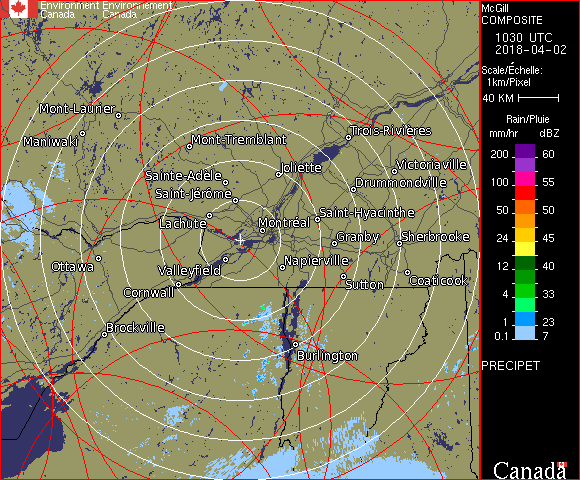 Environment Environnement
Canada Canada
McGill
COMPOSITE
1030 UTC
2018-04-02
Scale/Échelle:
1km/Pixel
40 KM
Rain/Pluie
mm/hr dBZ
200 60
100 55
50 50
24 45
12 40
4 33
1 23
0.1 7
PRECIPET
Canada
Mont-Laurier
Maniwaki
Mont-Tremblant
Trois-Rivières
Sainte-Adèle
Joliette
Victoriaville
Saint-Jérôme
Drummondville
Lachute
Montréal
Saint-Hyacinthe
Granby
Sherbrooke
Ottawa
Valleyfield
Napierville
Cornwall
Sutton
Coaticook
Brockville
Burlington